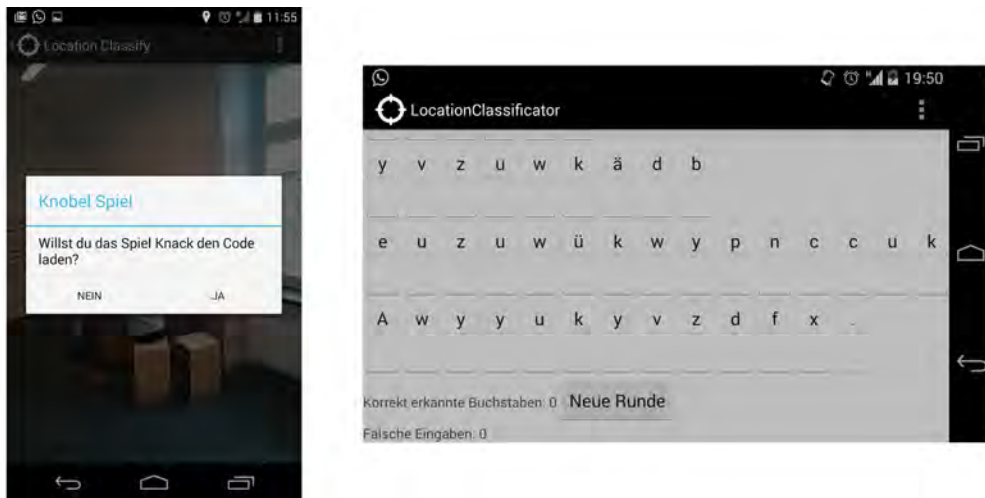 11:55
Location Classify
Knobel Spiel
Willst du das Spiel Knack den Code
laden?
NEIN JA
19:50
LocationClassificator
y v z u w k ä d b
e u z u w ü k w y p n c c u k
A w y y u k y v z d f x .
Korrekt erkannte Buchstaben: 0 Neue Runde
Falsche Eingaben: 0